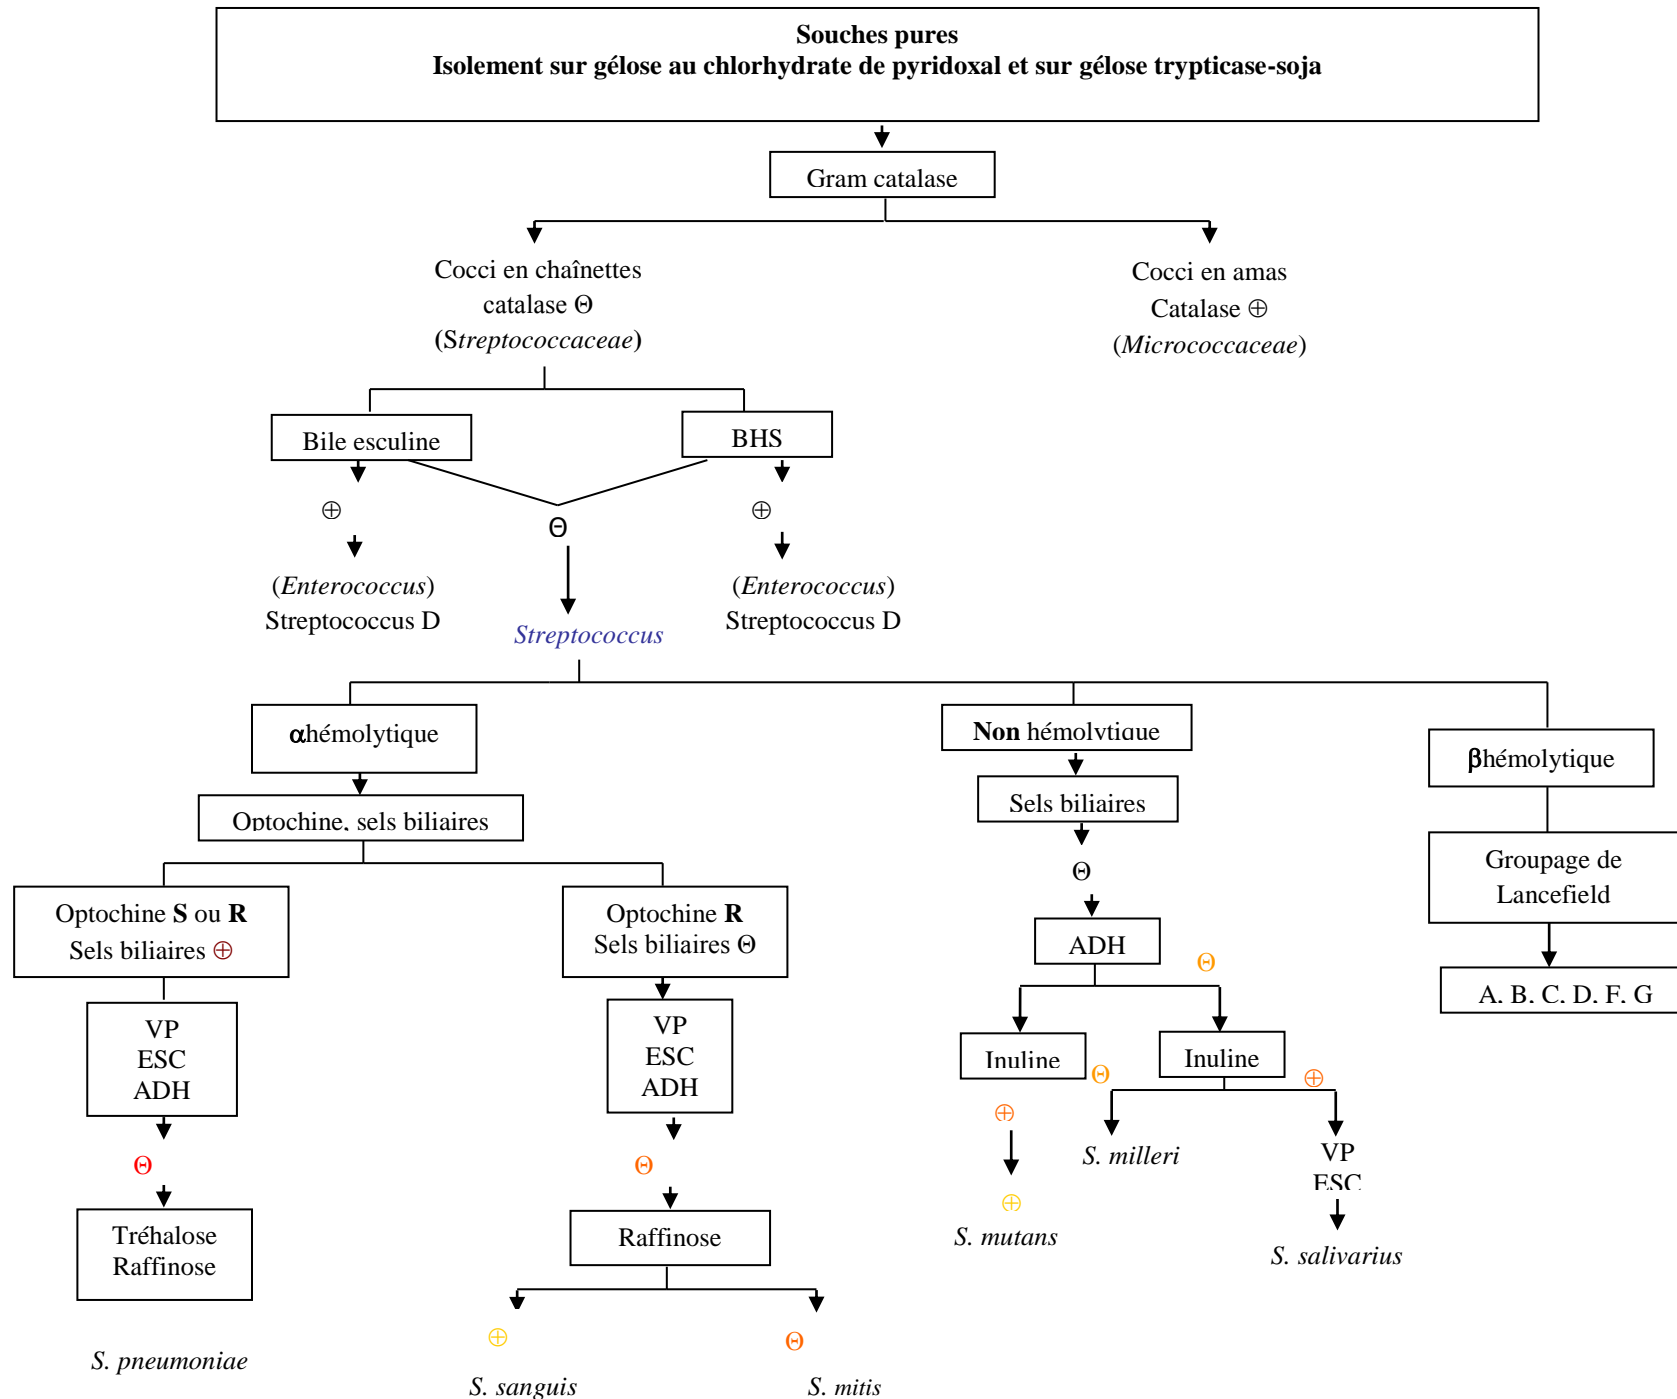 Souches pures
Isolement sur gélose au chlorhydrate de pyridoxal et sur gélose trypticase-soja
Gram catalase
Cocci en chaînettes
catalase Θ
(Streptococcaceae)
Cocci en amas
Catalase ⊕
(Micrococcaceae)
Bile esculine
BHS
⊕
Θ
⊕
(Enterococcus)
Streptococcus D
Streptococcus
(Enterococcus)
Streptococcus D
αhémolytique
Non hémolytique
βhémolytique
Optochine, sels biliaires
Sels biliaires
Θ
Groupage de
Lancefield
Optochine S ou R
Sels biliaires ⊕
Optochine R
Sels biliaires Θ
ADH
Θ
A, B, C, D, F, G
VP
ESC
ADH
VP
ESC
ADH
Inuline
Θ
Inuline
⊕
⊕
S. milleri
VP
ESC
Θ
Θ
⊕
S. mutans
S. salivarius
Tréhalose
Raffinose
Raffinose
⊕
Θ
S. pneumoniae
S. sanguis
S. mitis